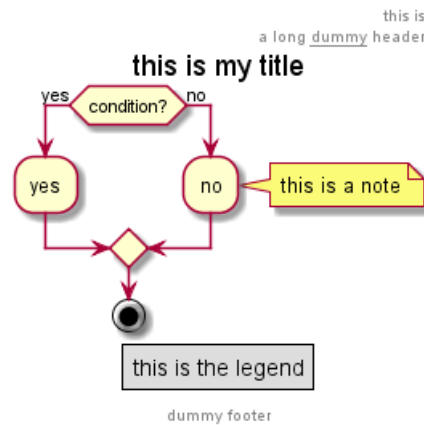 this is
a long dummy header
this is my title
yes
condition?
no
yes
no
this is a note
this is the legend
dummy footer